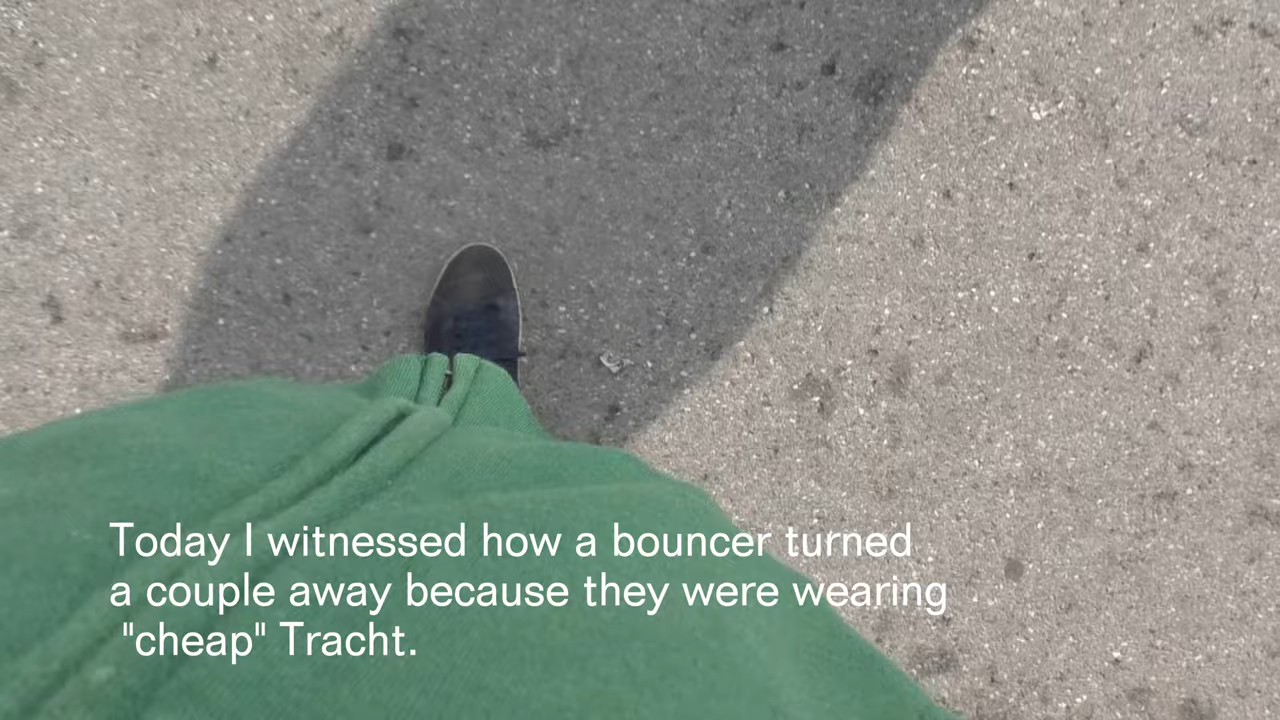 Today I witnessed how a bouncer turned
a couple away because they were wearing
"cheap" Tracht.